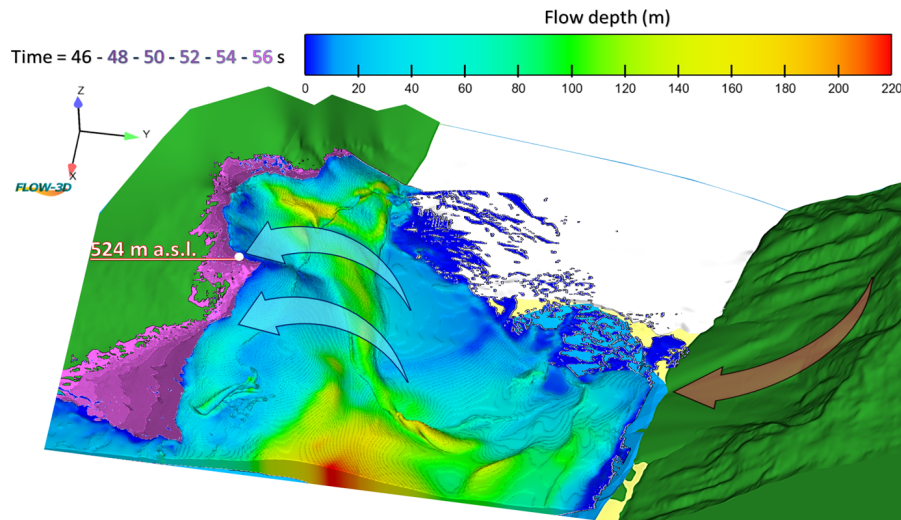 Flow depth (m)
Time = 46 - 48 - 50 - 52 - 54 - 56 s
0 20 40 60 80 100 120 140 160 180 200 220
Z
Y
X
FLOW-3D
524 m a.s.l.